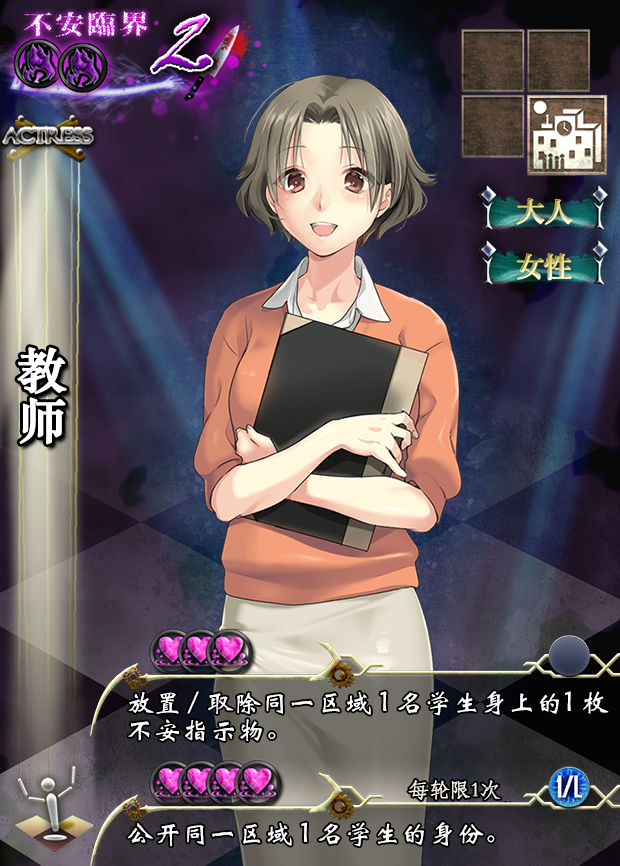 不安臨界
2
ACTRESS
大人
女性
教师
放置/取除同一区域1名学生身上的1枚
不安指示物。
每轮限1次
1/L
公开同一区域1名学生的身份。